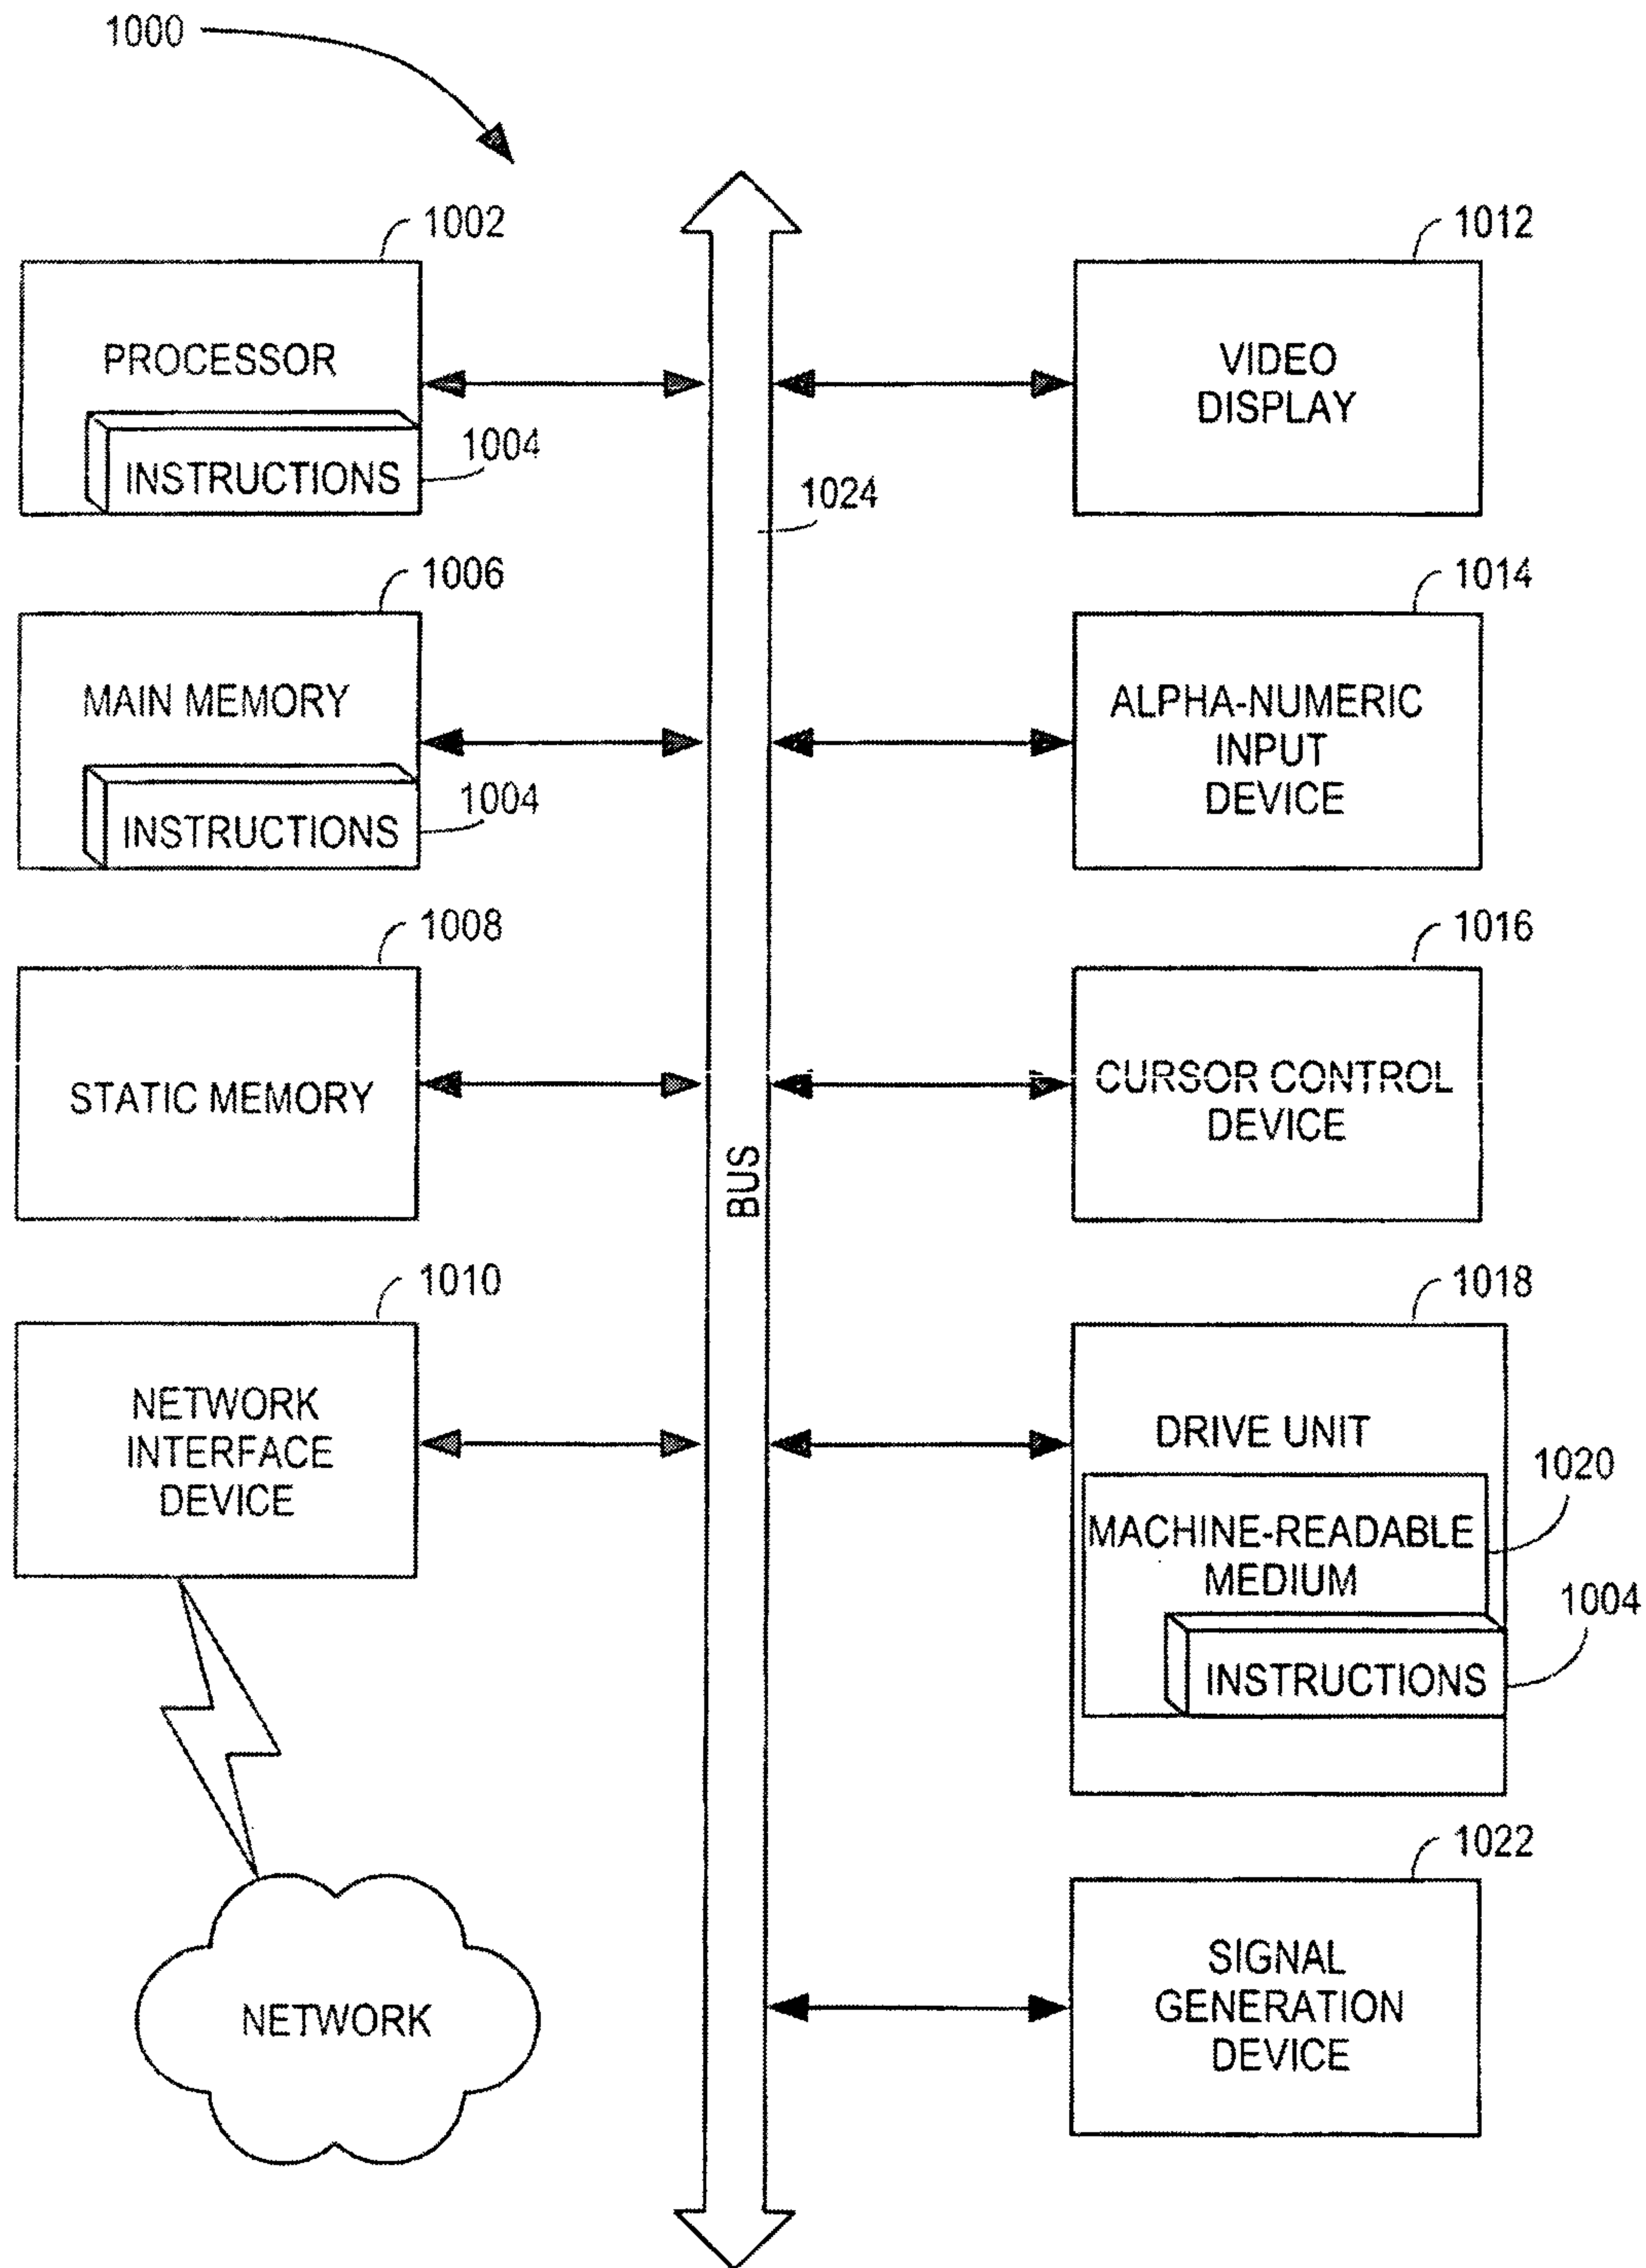 1000
1002
PROCESSOR
INSTRUCTIONS
1004
1006
MAIN MEMORY
INSTRUCTIONS
1004
1008
STATIC MEMORY
1010
NETWORK
INTERFACE
DEVICE
NETWORK
1024
BUS
1012
VIDEO
DISPLAY
1014
ALPHA-NUMERIC
INPUT
DEVICE
1016
CURSOR CONTROL
DEVICE
1018
DRIVE UNIT
1020
MACHINE-READABLE
MEDIUM
1004
INSTRUCTIONS
1022
SIGNAL
GENERATION
DEVICE